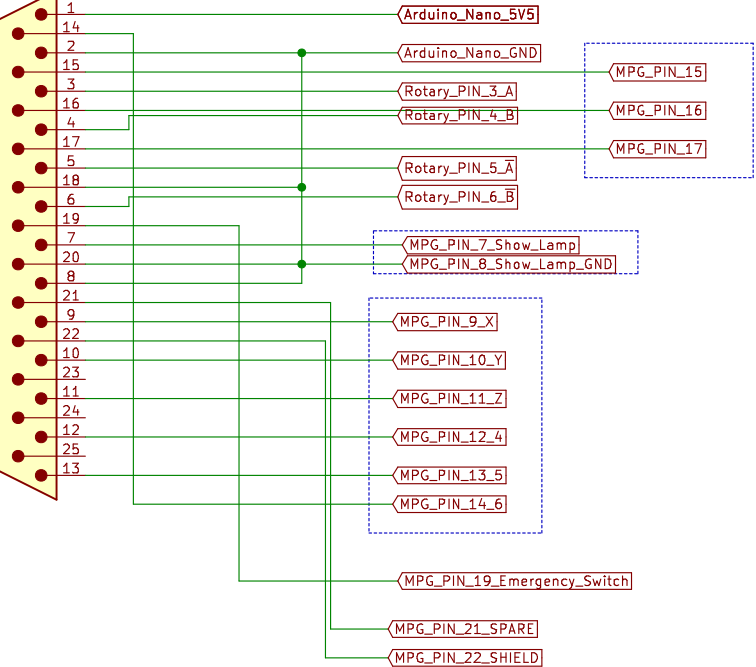 1 Arduino_Nano_5V5
14
2 Arduino_Nano_GND
15 MPG_PIN_15
3 Rotary_PIN_3_A
16 MPG_PIN_16
4 Rotary_PIN_4_B
17 MPG_PIN_17
5 Rotary_PIN_5_A̅
18
6 Rotary_PIN_6_B̅
19
7 MPG_PIN_7_Show_Lamp
20 MPG_PIN_8_Show_Lamp_GND
8
21
9 MPG_PIN_9_X
22
10 MPG_PIN_10_Y
23
11 MPG_PIN_11_Z
24
12 MPG_PIN_12_4
25
13 MPG_PIN_13_5
MPG_PIN_14_6
MPG_PIN_19_Emergency_Switch
MPG_PIN_21_SPARE
MPG_PIN_22_SHIELD